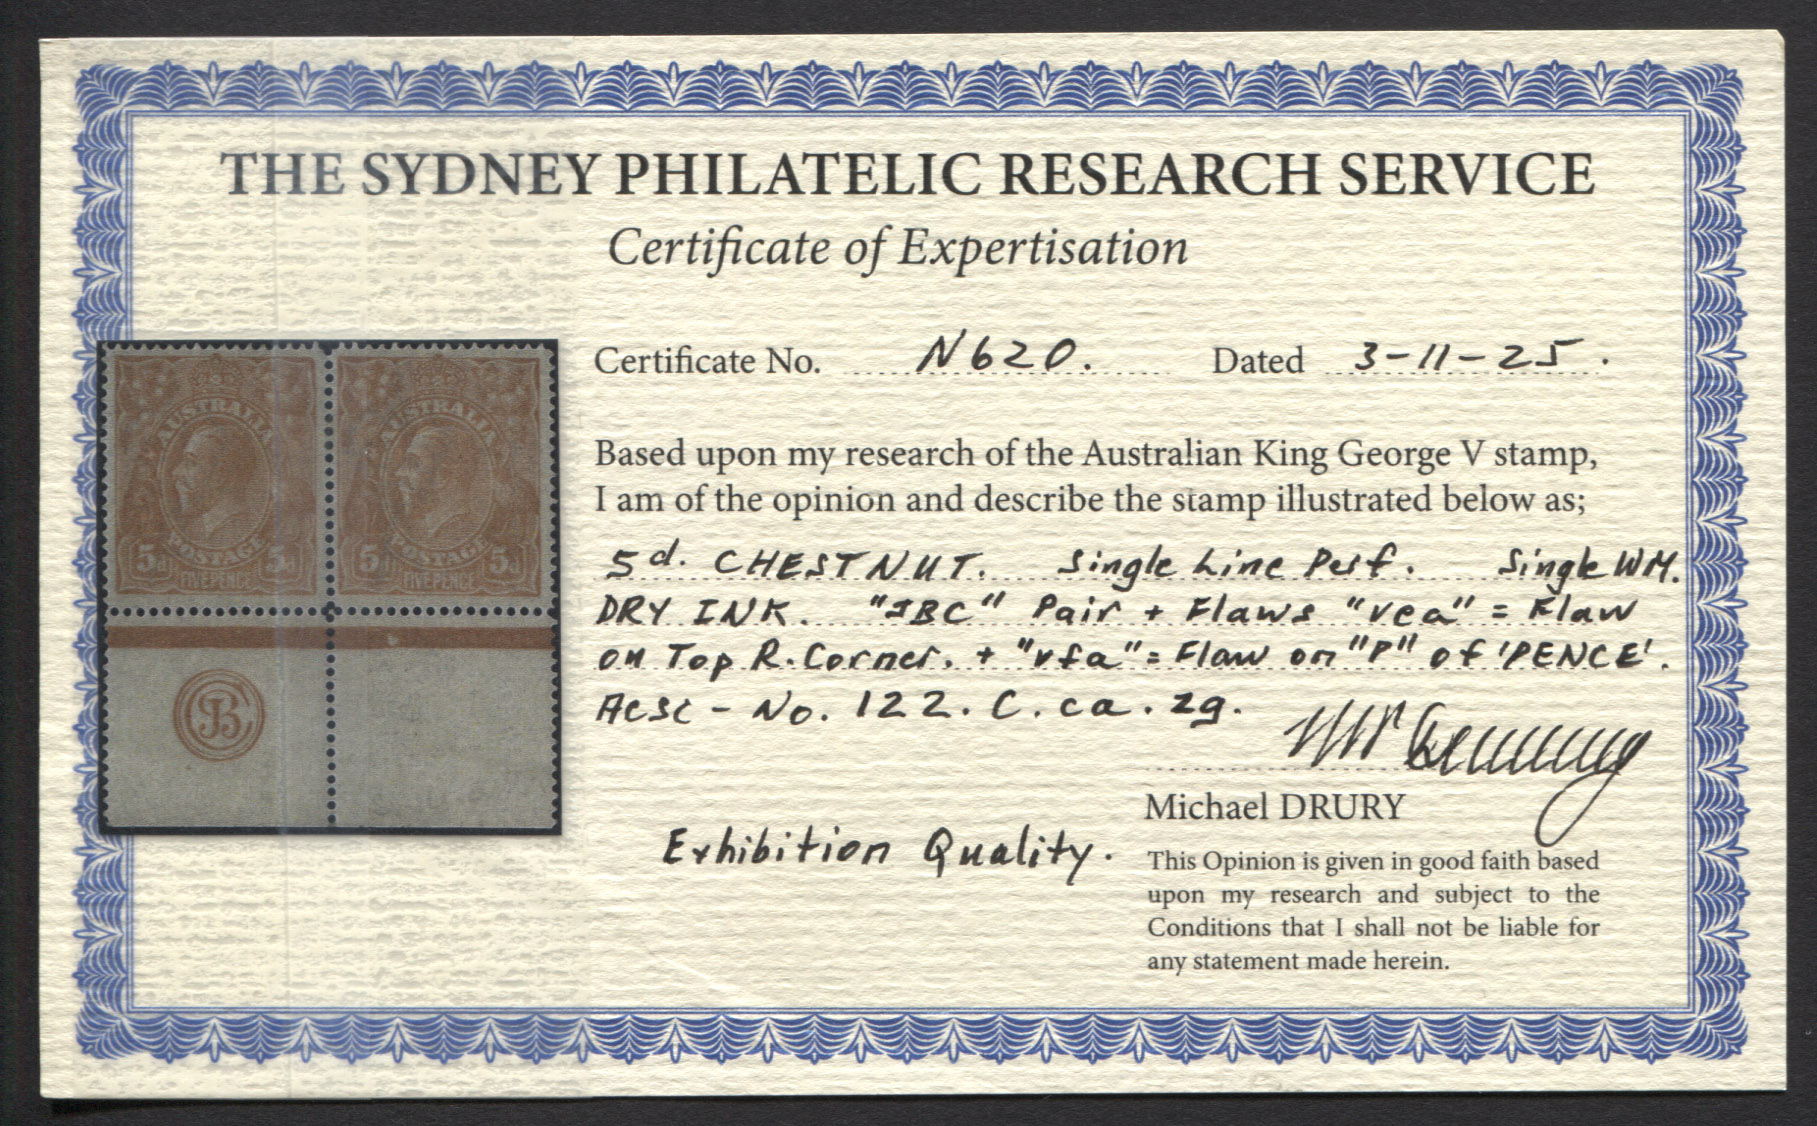 THE SYDNEY PHILATELIC RESEARCH SERVICE
Certificate of Expertisation
Certificate No. N620. Dated 3-11-25.
Based upon my research of the Australian King George V stamp,
I am of the opinion and describe the stamp illustrated below as;
5d. CHESTNUT. Single Line Perf. Single WM.
DRY INK. "JBC" Pair + Flaws "vea" = Flaw
on Top R. Corner. + "vfa" = Flaw on "P" of 'PENCE'.
ACSC - No. 122. C. ca. zg.
Michael DRURY
Exhibition Quality.
This Opinion is given in good faith based
upon my research and subject to the
Conditions that I shall not be liable for
any statement made herein.
AUSTRALIA
POSTAGE
5d 5d
FIVE PENCE
AUSTRALIA
POSTAGE
5d 5d
FIVE PENCE
JBC